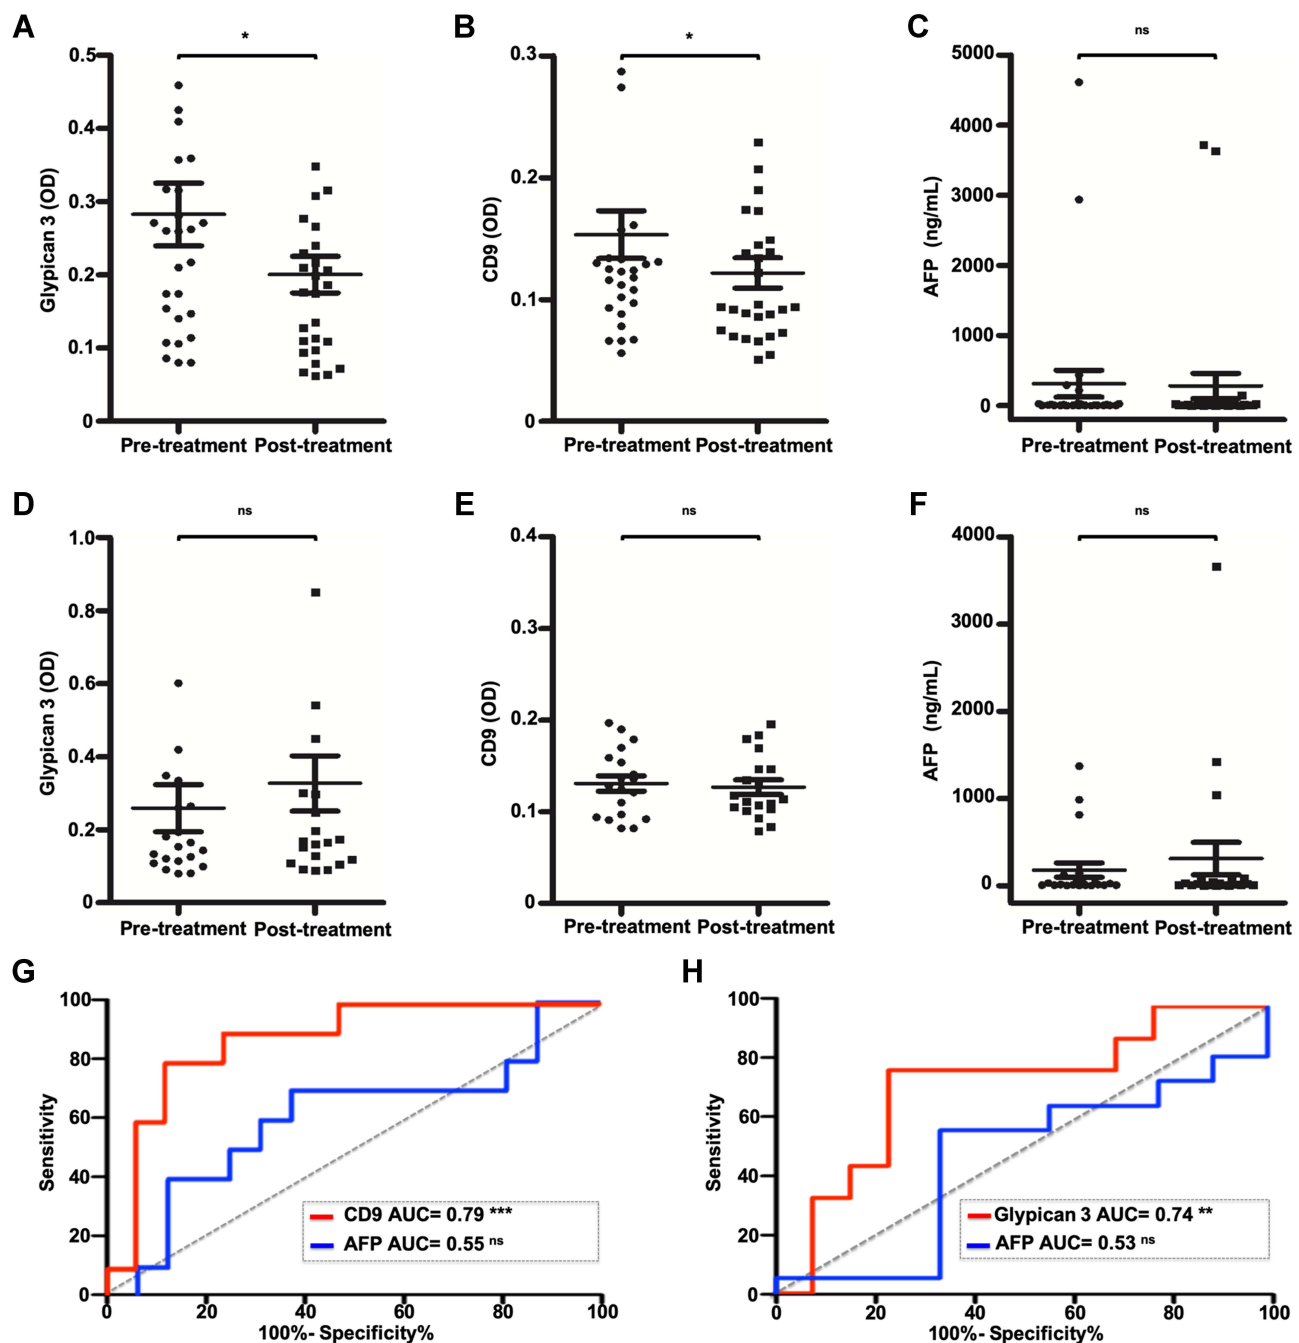 A
*
0.5
0.4
0.3
0.2
0.1
0
Glypican 3 (OD)
Pre-treatment Post-treatment
B
*
0.3
0.2
0.1
0
CD9 (OD)
Pre-treatment Post-treatment
C
ns
5000
4000
3000
2000
1000
0
AFP (ng/mL)
Pre-treatment Post-treatment
D
ns
1.0
0.8
0.6
0.4
0.2
0
Glypican 3 (OD)
Pre-treatment Post-treatment
E
ns
0.4
0.3
0.2
0.1
0
CD9 (OD)
Pre-treatment Post-treatment
F
ns
4000
3000
2000
1000
0
AFP (ng/mL)
Pre-treatment Post-treatment
G
100
80
60
40
20
0
Sensitivity
CD9 AUC= 0.79 ***
AFP AUC= 0.55 ns
0 20 40 60 80 100
100%- Specificity%
H
100
80
60
40
20
0
Sensitivity
Glypican 3 AUC= 0.74 **
AFP AUC= 0.53 ns
0 20 40 60 80 100
100%- Specificity%